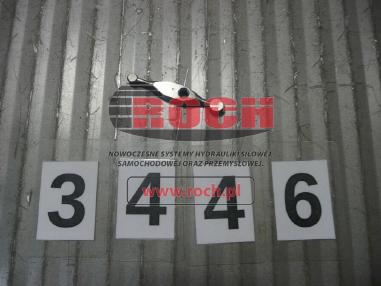 ROCH
NOWOCZESNE SYSTEMY HYDRAULIKI SIŁOWEJ
SAMOCHODOWEJ ORAZ PRZEMYSŁOWEJ.
www.roch.pl
3 4 4 6